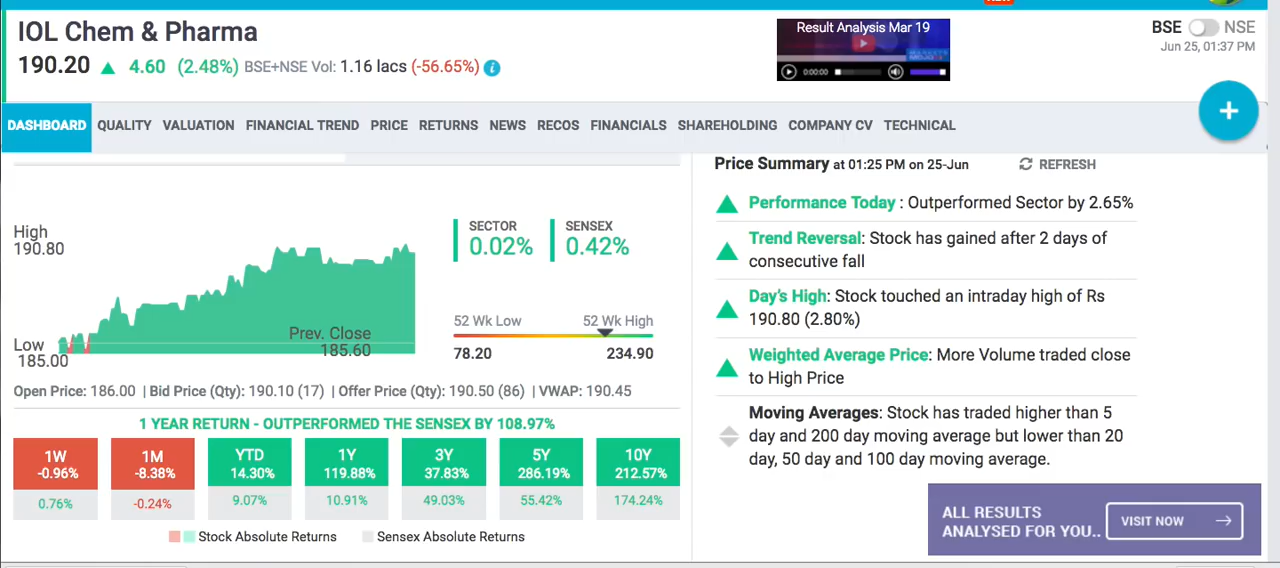 IOL Chem & Pharma
190.20 4.60 (2.48%) BSE+NSE Vol: 1.16 lacs (-56.65%) i
Result Analysis Mar 19
0:00:00
BSE NSE
Jun 25, 01:37 PM
+
DASHBOARD QUALITY VALUATION FINANCIAL TREND PRICE RETURNS NEWS RECOS FINANCIALS SHAREHOLDING COMPANY CV TECHNICAL
High
190.80
Low
185.00
Prev. Close
185.60
SECTOR
0.02%
SENSEX
0.42%
52 Wk Low 52 Wk High
78.20 234.90
Open Price: 186.00 | Bid Price (Qty): 190.10 (17) | Offer Price (Qty): 190.50 (86) | VWAP: 190.45
1 YEAR RETURN - OUTPERFORMED THE SENSEX BY 108.97%
1W 1M YTD 1Y 3Y 5Y 10Y
-0.96% -8.38% 14.30% 119.88% 37.83% 286.19% 212.57%
0.76% -0.24% 9.07% 10.91% 49.03% 55.42% 174.24%
Stock Absolute Returns Sensex Absolute Returns
Price Summary at 01:25 PM on 25-Jun REFRESH
Performance Today : Outperformed Sector by 2.65%
Trend Reversal: Stock has gained after 2 days of
consecutive fall
Day's High: Stock touched an intraday high of Rs
190.80 (2.80%)
Weighted Average Price: More Volume traded close
to High Price
Moving Averages: Stock has traded higher than 5
day and 200 day moving average but lower than 20
day, 50 day and 100 day moving average.
ALL RESULTS
ANALYSED FOR YOU..
VISIT NOW